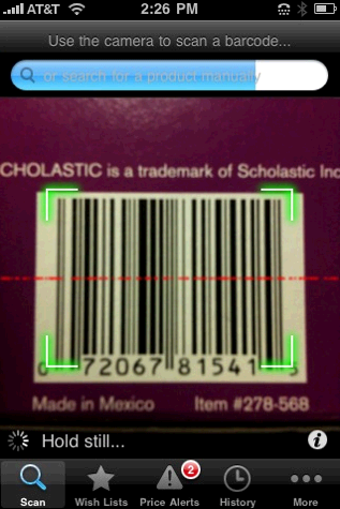 AT&T 2:26 PM
Use the camera to scan a barcode...
or search for a product manually
CHOLASTIC is a trademark of Scholastic Inc
0 72067 81541 5
Made in Mexico Item #278-568
Hold still...
2
Scan Wish Lists Price Alerts History More